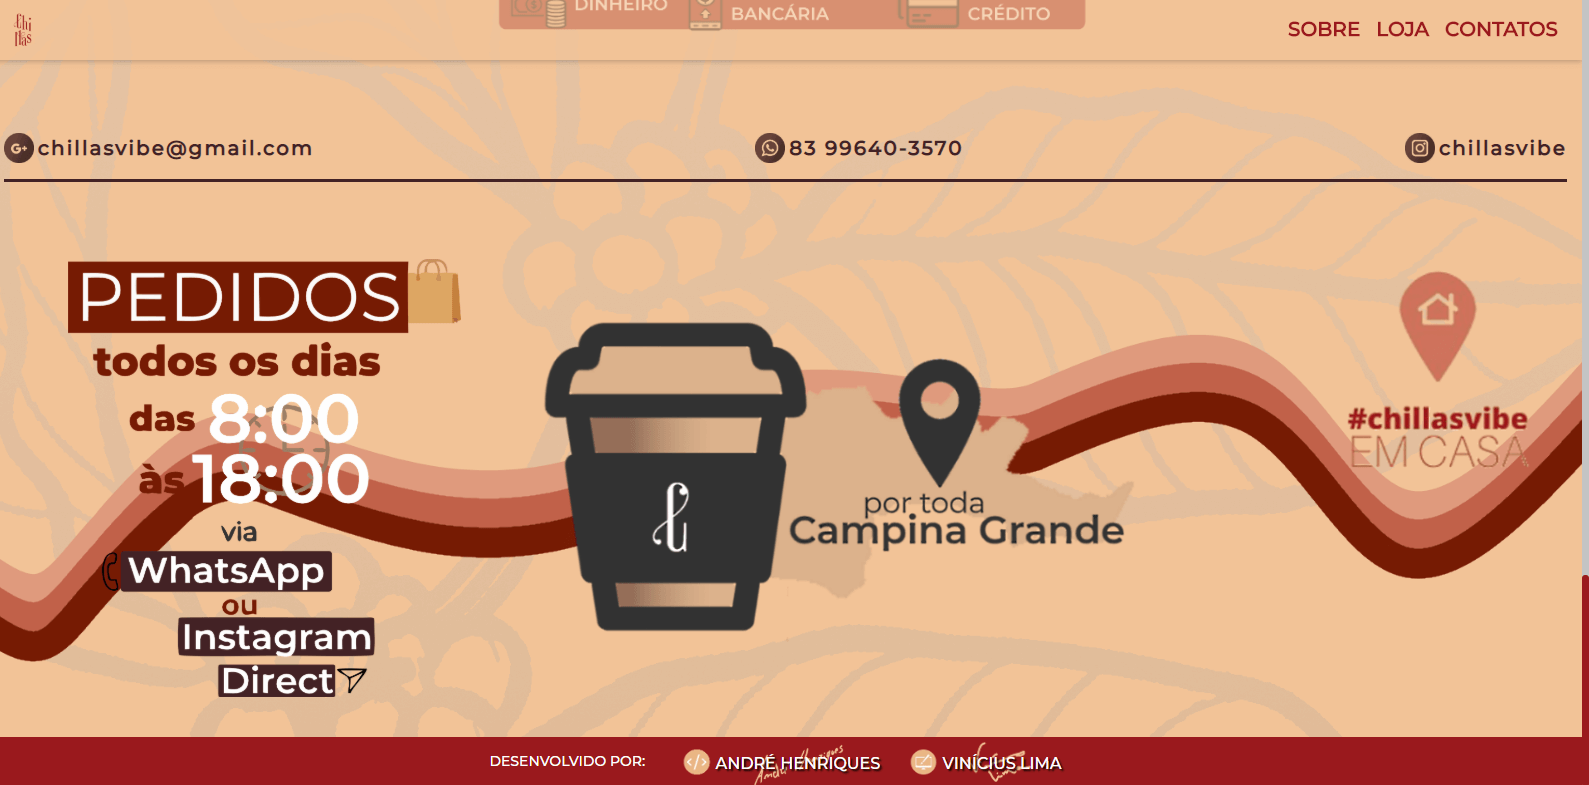 Chi
llás
DINHEIRO
BANCÁRIA
CRÉDITO
SOBRE LOJA CONTATOS
chillasvibe@gmail.com
83 99640-3570
chillasvibe
PEDIDOS
todos os dias
das 8:00
às 18:00
via
WhatsApp
ou
Instagram
Direct
por toda
Campina Grande
#chillasvibe
EM CASA
DESENVOLVIDO POR: ANDRÉ HENRIQUES VINÍCIUS LIMA